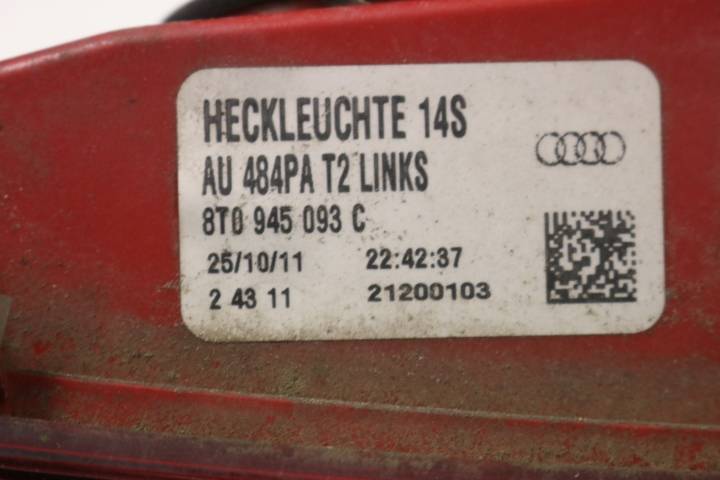 HECKLEUCHTE 14S
AU 484PA T2 LINKS
8T0 945 093 C
25/10/11 22:42:37
2 43 11 21200103